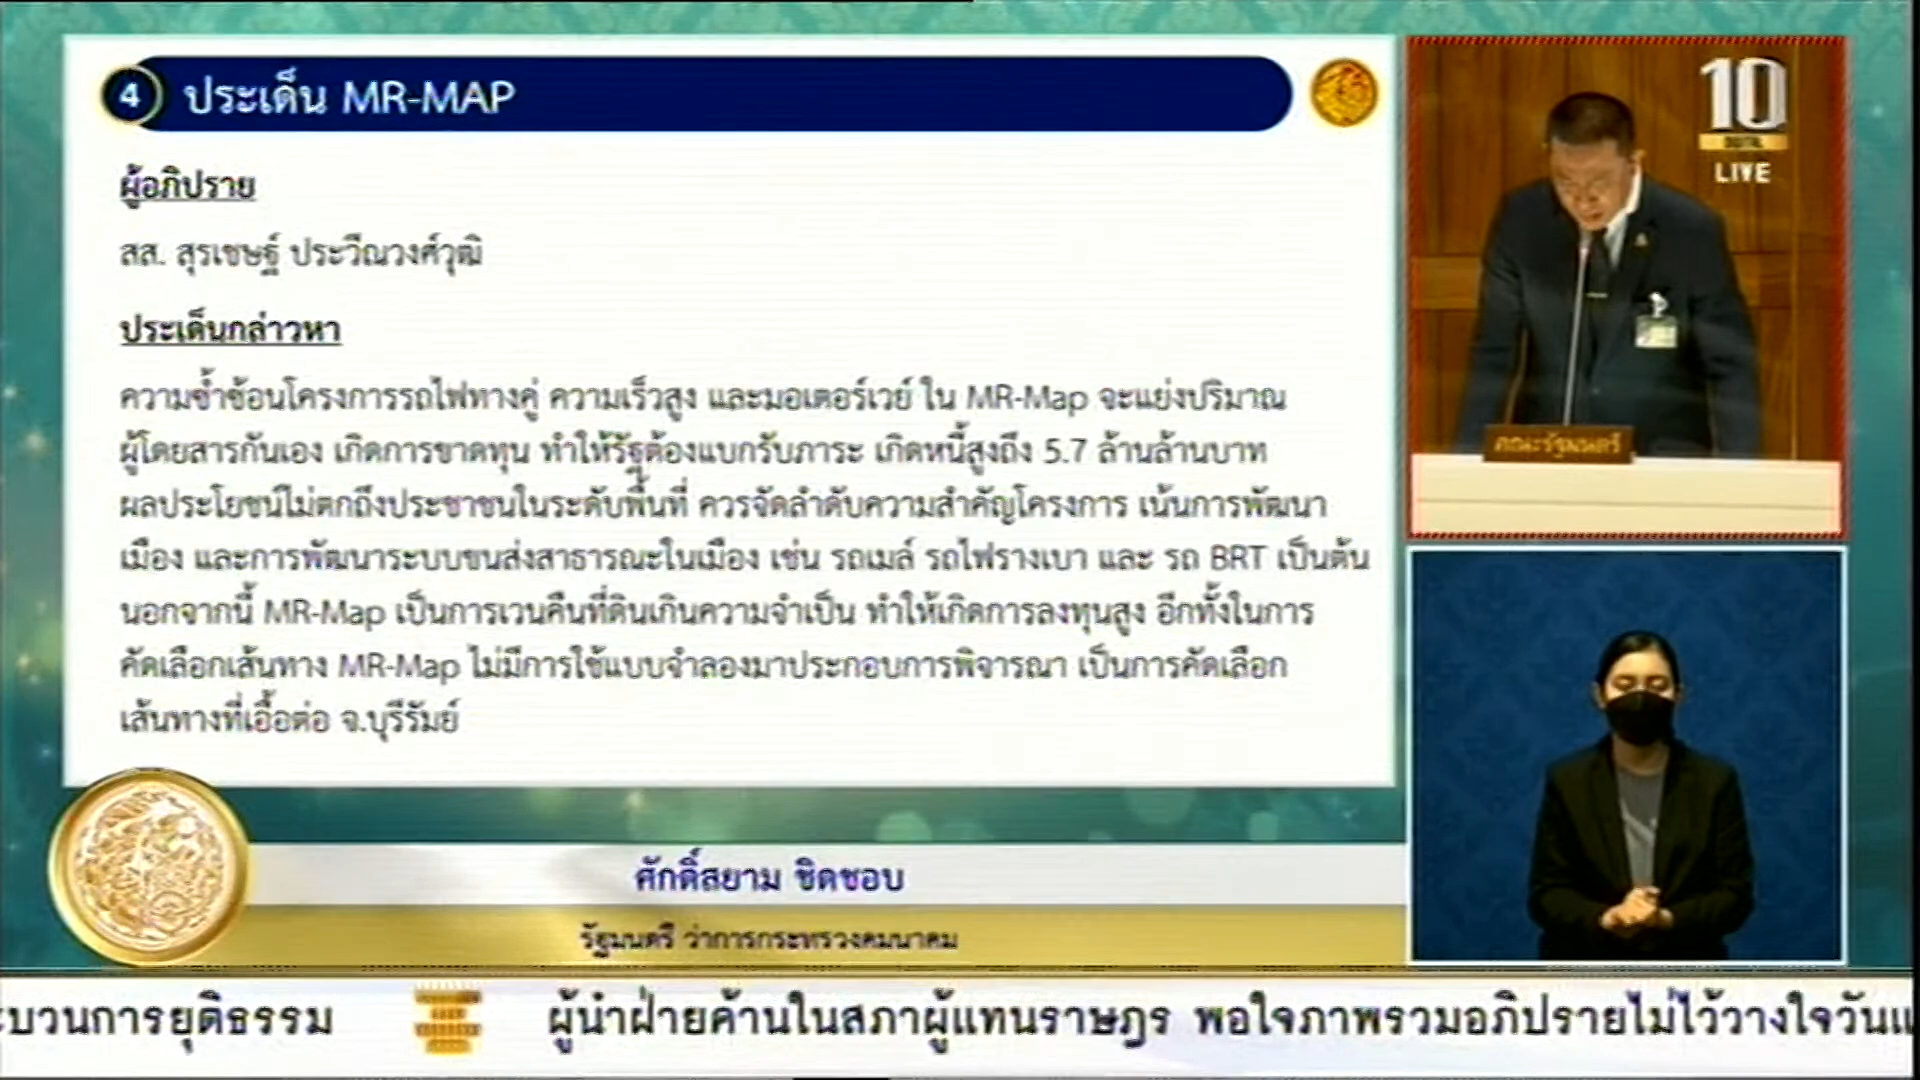 4 ประเด็น MR-MAP
ผู้อภิปราย
สส. สุรเชษฐ์ ประวีณวงศ์วุฒิ
ประเด็นกล่าวหา
ความซ้ำซ้อนโครงการรถไฟทางคู่ ความเร็วสูง และมอเตอร์เวย์ ใน MR-Map จะแย่งปริมาณ
ผู้โดยสารกันเอง เกิดการขาดทุน ทำให้รัฐต้องแบกรับภาระ เกิดหนี้สูงถึง 5.7 ล้านล้านบาท
ผลประโยชน์ไม่ตกถึงประชาชนในระดับพื้นที่ ควรจัดลำดับความสำคัญโครงการ เน้นการพัฒนา
เมือง และการพัฒนาระบบขนส่งสาธารณะในเมือง เช่น รถเมล์ รถไฟรางเบา และ รถ BRT เป็นต้น
นอกจากนี้ MR-Map เป็นการเวนคืนที่ดินเกินความจำเป็น ทำให้เกิดการลงทุนสูง อีกทั้งในการ
คัดเลือกเส้นทาง MR-Map ไม่มีการใช้แบบจำลองมาประกอบการพิจารณา เป็นการคัดเลือก
เส้นทางที่เอื้อต่อ จ.บุรีรัมย์
10
LIVE
คณะรัฐมนตรี
ศักดิ์สยาม ชิดชอบ
รัฐมนตรี ว่าการกระทรวงคมนาคม
ะบวนการยุติธรรม ผู้นำฝ่ายค้านในสภาผู้แทนราษฎร พอใจภาพรวมอภิปรายไม่ไว้วางใจวันแ